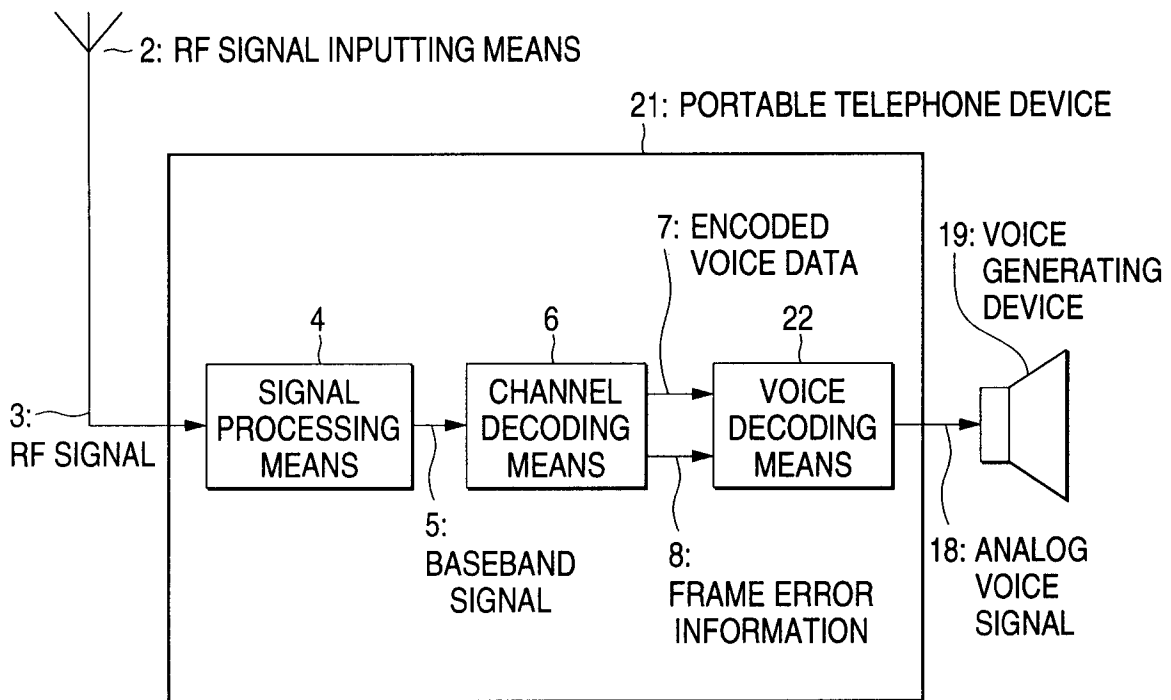 2: RF SIGNAL INPUTTING MEANS
21: PORTABLE TELEPHONE DEVICE
7: ENCODED
VOICE DATA
19: VOICE
GENERATING
DEVICE
4
6
22
SIGNAL
PROCESSING
MEANS
CHANNEL
DECODING
MEANS
VOICE
DECODING
MEANS
3:
RF SIGNAL
5:
BASEBAND
SIGNAL
8:
FRAME ERROR
INFORMATION
18: ANALOG
VOICE
SIGNAL